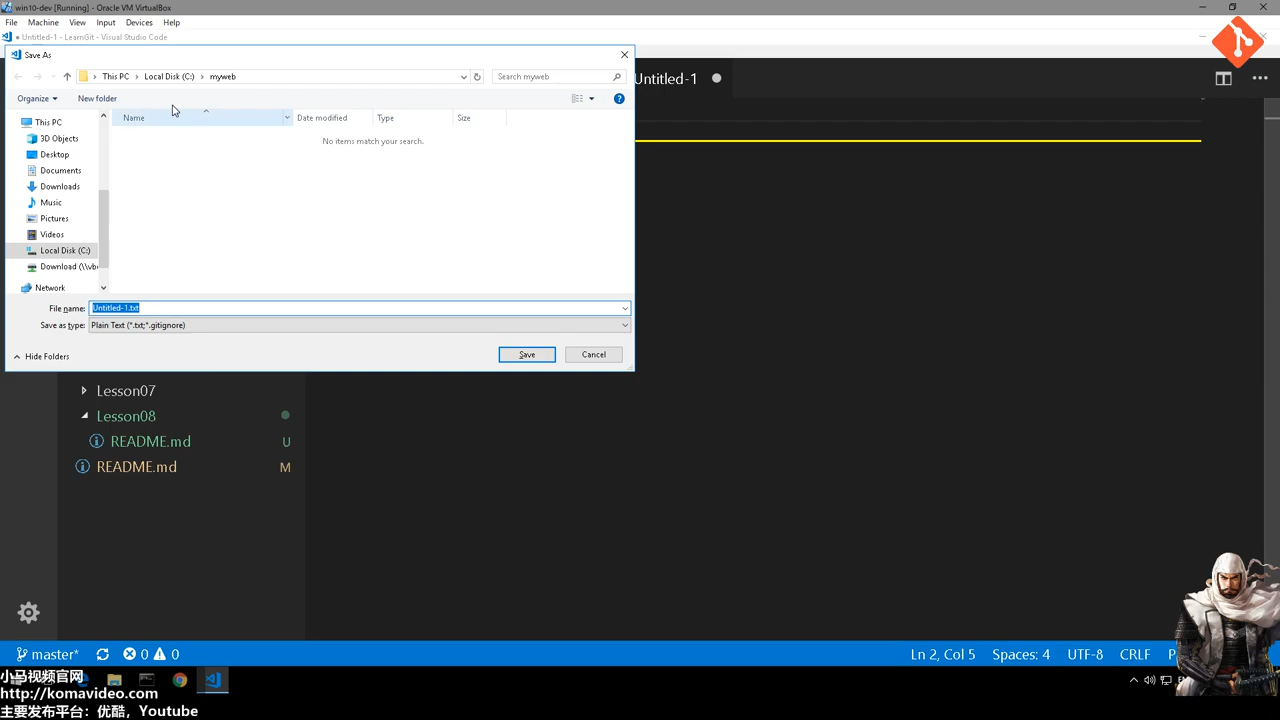 win10-dev [Running] - Oracle VM VirtualBox
File Machine View Input Devices Help
● Untitled-1 - LearnGit - Visual Studio Code
Save As
This PC › Local Disk (C:) › myweb
Search myweb
Untitled-1
Organize
New folder
Name
Date modified
Type
Size
No items match your search.
This PC
3D Objects
Desktop
Documents
Downloads
Music
Pictures
Videos
Local Disk (C:)
Download (\\vb
Network
File name: Untitled-1.txt
Save as type: Plain Text (*.txt;*.gitignore)
Hide Folders
Save
Cancel
Lesson07
Lesson08
README.md U
README.md M
master* 0 0
Ln 2, Col 5 Spaces: 4 UTF-8 CRLF
小马视频官网
http://komavideo.com
主要发布平台：优酷，Youtube